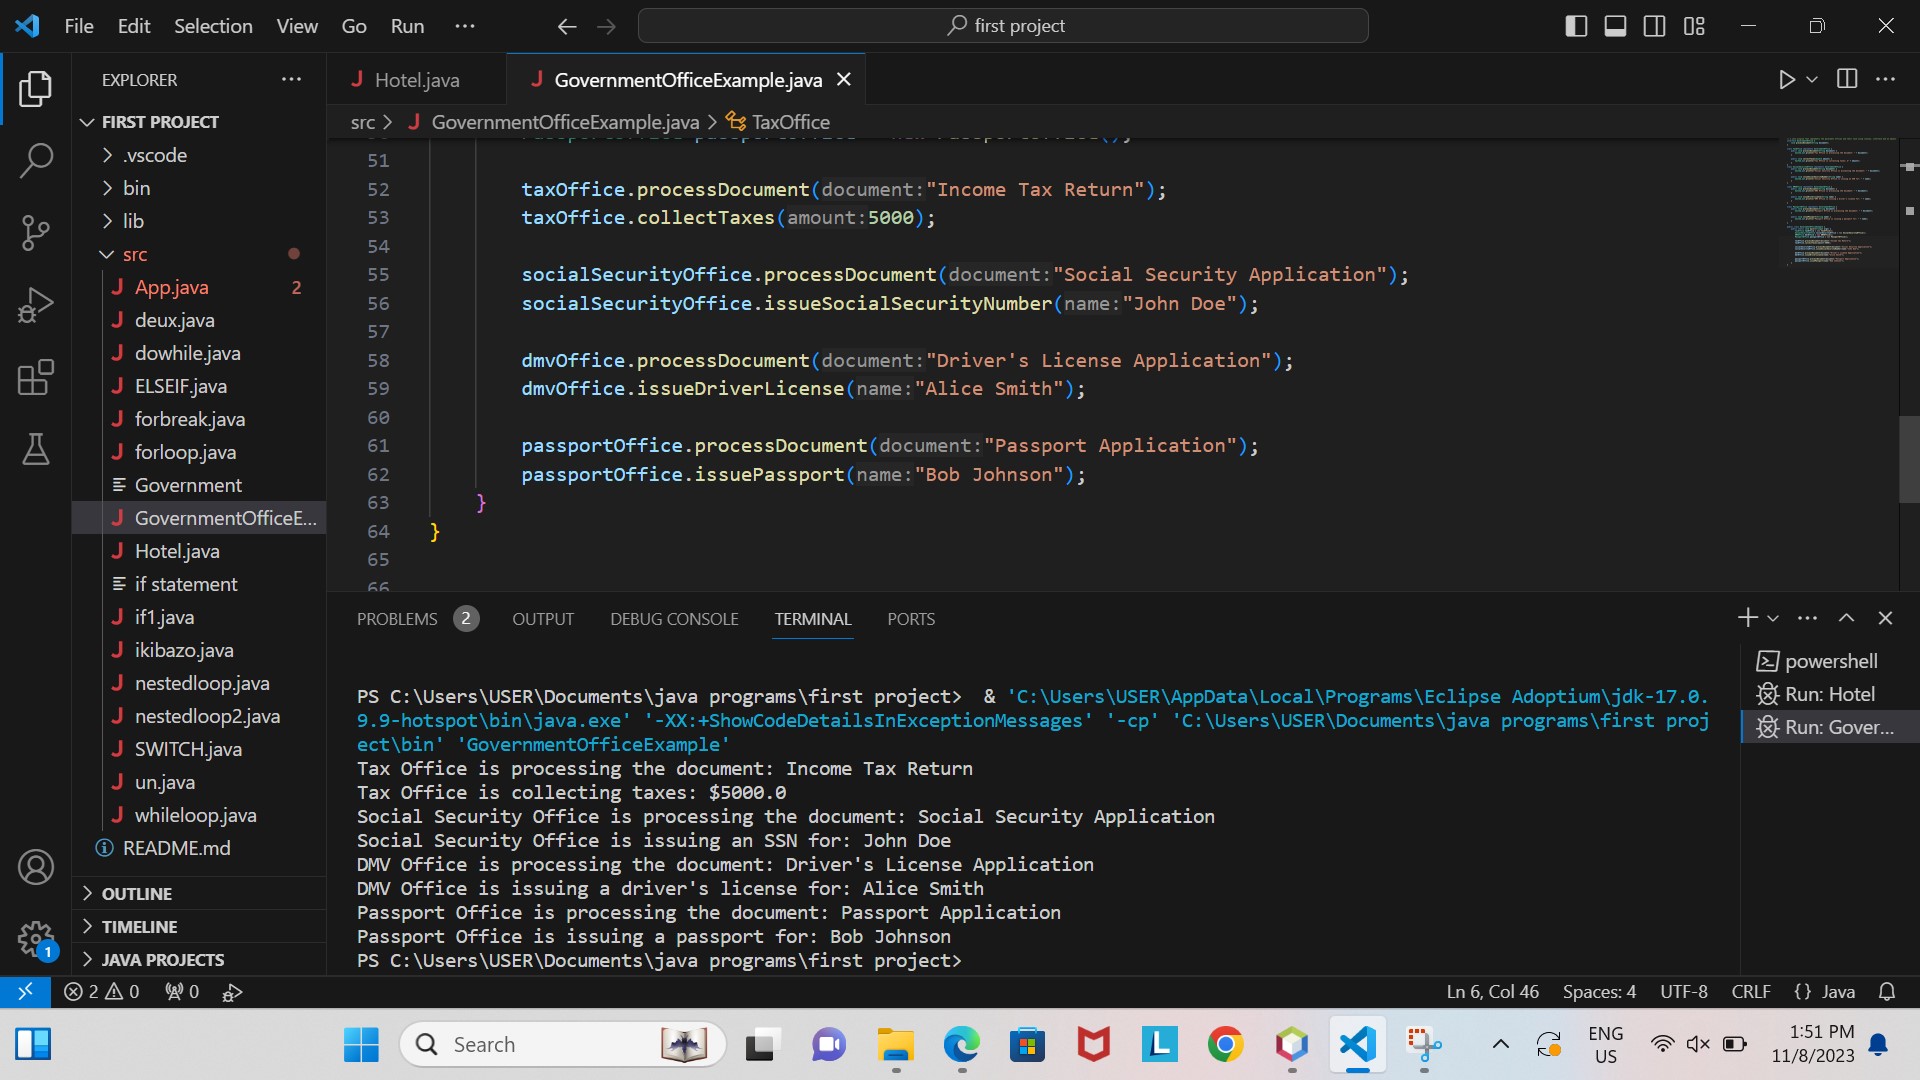 File Edit Selection View Go Run ··· first project
EXPLORER ···
FIRST PROJECT
.vscode
bin
lib
src
App.java 2
deux.java
dowhile.java
ELSEIF.java
forbreak.java
forloop.java
Government
GovernmentOfficeE...
Hotel.java
if statement
if1.java
ikibazo.java
nestedloop.java
nestedloop2.java
SWITCH.java
un.java
whileloop.java
README.md
OUTLINE
TIMELINE
JAVA PROJECTS
1
Hotel.java GovernmentOfficeExample.java
src > GovernmentOfficeExample.java > TaxOffice
51
52 taxOffice.processDocument(document:"Income Tax Return");
53 taxOffice.collectTaxes(amount:5000);
54
55 socialSecurityOffice.processDocument(document:"Social Security Application");
56 socialSecurityOffice.issueSocialSecurityNumber(name:"John Doe");
57
58 dmvOffice.processDocument(document:"Driver's License Application");
59 dmvOffice.issueDriverLicense(name:"Alice Smith");
60
61 passportOffice.processDocument(document:"Passport Application");
62 passportOffice.issuePassport(name:"Bob Johnson");
63 }
64 }
65
66
PROBLEMS 2 OUTPUT DEBUG CONSOLE TERMINAL PORTS
powershell
Run: Hotel
Run: Gover...
PS C:\Users\USER\Documents\java programs\first project> & 'C:\Users\USER\AppData\Local\Programs\Eclipse Adoptium\jdk-17.0.
9.9-hotspot\bin\java.exe' '-XX:+ShowCodeDetailsInExceptionMessages' '-cp' 'C:\Users\USER\Documents\java programs\first proj
ect\bin' 'GovernmentOfficeExample'
Tax Office is processing the document: Income Tax Return
Tax Office is collecting taxes: $5000.0
Social Security Office is processing the document: Social Security Application
Social Security Office is issuing an SSN for: John Doe
DMV Office is processing the document: Driver's License Application
DMV Office is issuing a driver's license for: Alice Smith
Passport Office is processing the document: Passport Application
Passport Office is issuing a passport for: Bob Johnson
PS C:\Users\USER\Documents\java programs\first project>
2 0 0 Ln 6, Col 46 Spaces: 4 UTF-8 CRLF {} Java
Search ENG 1:51 PM
US 11/8/2023